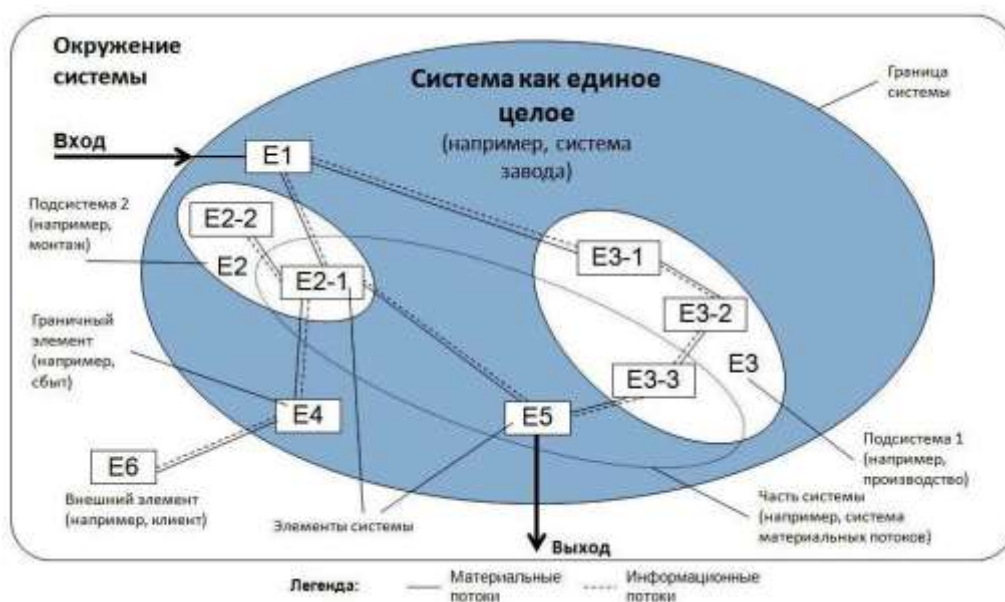 Окружение
системы
Система как единое
целое
(например, система
завода)
Граница
системы
Вход
E1
Подсистема 2
(например,
монтаж)
E2-2
E2
E2-1
E3-1
E3-2
E3
E3-3
Граничный
элемент
(например,
сбыт)
E4
E5
E6
Внешний элемент
(например, клиент)
Элементы системы
Подсистема 1
(например,
производство)
Часть системы
(например, система
материальных потоков)
Выход
Легенда:
Материальные
потоки
Информационные
потоки